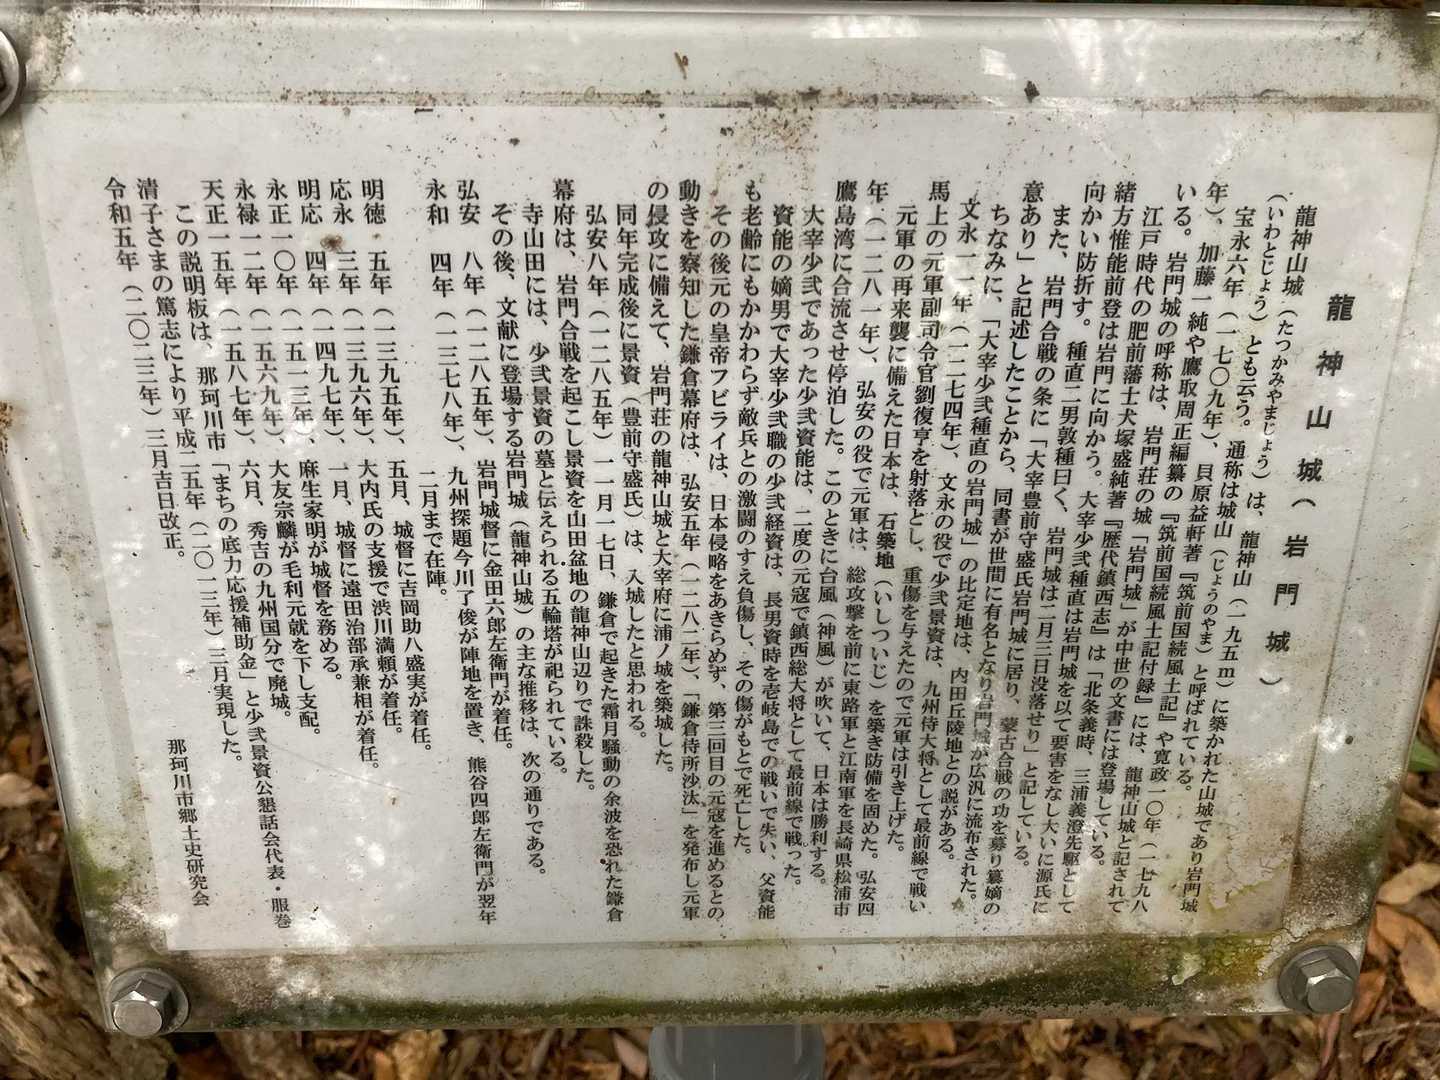 龍神山城(岩門城)
龍神山城（たつかみやまじょう）は、龍神山（一九五ｍ）に築かれた山城であり岩門城
（いわとじょう）とも云う。通称は城山（じょうのやま）と呼ばれている。
宝永六年（一七〇九年）、貝原益軒著『筑前国続風土記』や寛政一〇年（一七九八
年）、加藤一純や鷹取周正編纂の『筑前国続風土記付録』には、龍神山城と記されて
いる。岩門城の呼称は、岩門荘の城「岩門城」が中世の文書には登場している。
江戸時代の肥前藩士犬塚盛純著『歴代鎮西志』は「北条義時、三浦義澄先駆として
緒方惟能前登は岩門に向かう。大宰少弐種直は岩門城を以て要害をなし大いに源氏に
向かい防折す。種直二男敦種曰く、岩門城は二月三日没落せり」と記している。
また、岩門合戦の条に「大宰豊前守盛氏岩門城に居り、蒙古合戦の功を募り簒嫡の
意あり」と記述したことから、同書が世間に有名となり岩門城が広汎に流布された。
ちなみに、「大宰少弐種直の岩門城」の比定地は、内田丘陵地との説がある。
文永一一年（一二七四年）、文永の役で少弐景資は、九州侍大将として最前線で戦い
馬上の元軍副司令官劉復亨を射落とし、重傷を与えたので元軍は引き上げた。
元軍の再来襲に備えた日本は、石築地（いしついじ）を築き防備を固めた。弘安四
年（一二八一年）、弘安の役で元軍は、総攻撃を前に東路軍と江南軍を長崎県松浦市
鷹島湾に合流させ停泊した。このときに台風（神風）が吹いて、日本は勝利する。
大宰少弐であった少弐資能は、二度の元寇で鎮西総大将として最前線で戦った。
資能の嫡男で大宰少弐職の少弐経資は、長男資時を壱岐島での戦いで失い、父資能
も老齢にもかかわらず敵兵との激闘のすえ負傷し、その傷がもとで死亡した。
その後元の皇帝フビライは、日本侵略をあきらめず、第三回目の元寇を進めるとの
動きを察知した鎌倉幕府は、弘安五年（一二八二年）、「鎌倉侍所沙汰」を発布し元軍
の侵攻に備えて、岩門荘の龍神山城と大宰府に浦ノ城を築城した。
同年完成後に景資（豊前守盛氏）は、入城したと思われる。
弘安八年（一二八五年）一一月一七日、鎌倉で起きた霜月騒動の余波を恐れた鎌倉
幕府は、岩門合戦を起こし景資を山田盆地の龍神山辺りで誅殺した。
寺山田には、少弐景資の墓と伝えられる五輪塔が祀られている。
その後、文献に登場する岩門城（龍神山城）の主な推移は、次の通りである。
弘安 八年（一二八五年）、岩門城督に金田六郎左衛門が着任。
永和 四年（一三七八年）、九州探題今川了俊が陣地を置き、熊谷四郎左衛門が翌年
二月まで在陣。
明徳 五年（一三九五年）、五月、城督に吉岡助八盛実が着任。
応永 三年（一三九六年）、大内氏の支援で渋川満頼が着任。
明応 四年（一四九七年）、一月、城督に遠田治部承兼相が着任。
永正一〇年（一五一三年）、麻生家明が城督を務める。
永禄一二年（一五六九年）、大友宗麟が毛利元就を下し支配。
天正一五年（一五八七年）、六月、秀吉の九州国分で廃城。
この説明板は、那珂川市「まちの底力応援補助金」と少弐景資公懇話会代表・服巻
清子さまの篤志により平成二五年（二〇一三年）三月実現した。
令和五年（二〇二三年）三月吉日改正。
那珂川市郷土史研究会